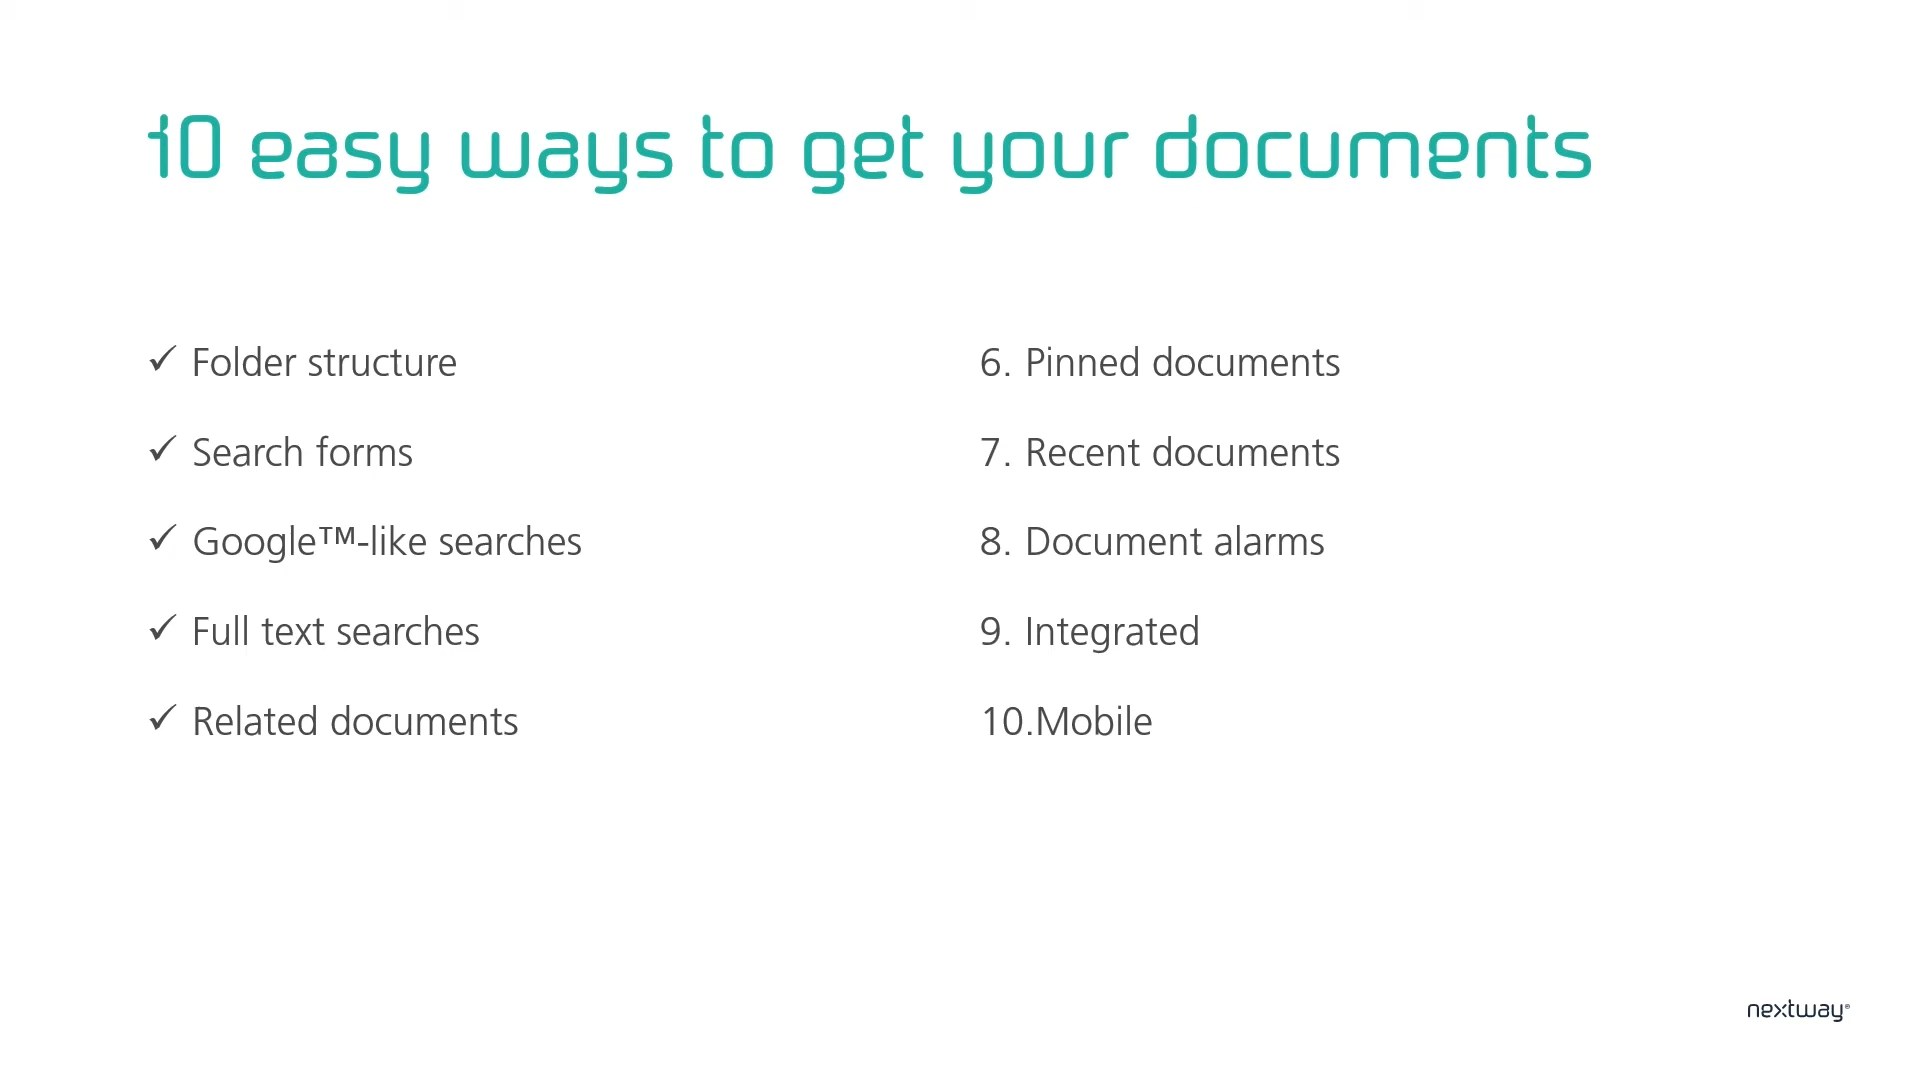 10 easy ways to get your documents
✓ Folder structure
✓ Search forms
✓ Google™-like searches
✓ Full text searches
✓ Related documents
6. Pinned documents
7. Recent documents
8. Document alarms
9. Integrated
10.Mobile
nextway®